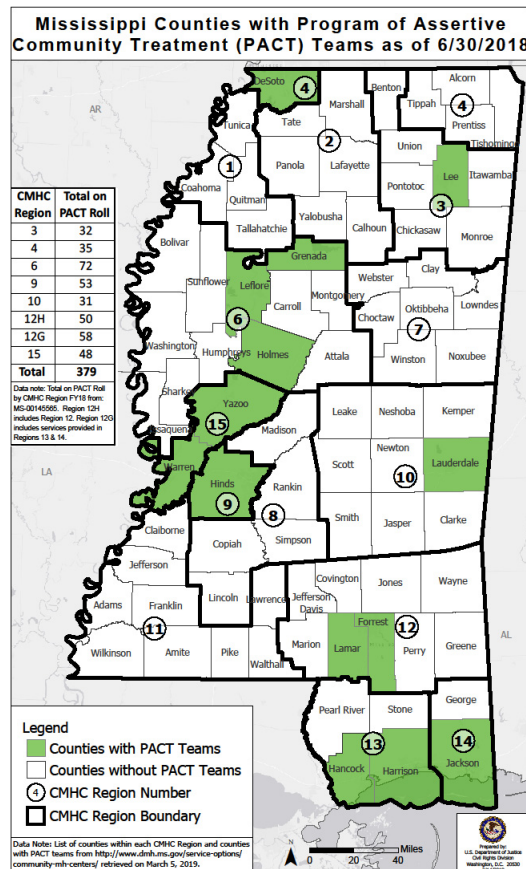 Mississippi Counties with Program of Assertive
Community Treatment (PACT) Teams as of 6/30/2018
DeSoto
4
Alcorn
Benton
Marshall
Tippah
4
AR
Tate
Tunica
Prentiss
2
Tishomingo
Union
1
Panola
Lafayette
Lee
Itawamba
Coahoma
Pontotoc
Quitman
3
Yalobusha
Tallahatchie
Calhoun
Chickasaw
Monroe
Bolivar
Grenada
Clay
Webster
Sunflower
Leflore
Montgomery
Carroll
Oktibbeha
Lowndes
Choctaw
6
7
Washington
Humphreys
Holmes
Attala
Winston
Noxubee
Sharkey
Yazoo
Leake
Neshoba
Kemper
Issaquena
15
Madison
Newton
Warren
Scott
Lauderdale
LA
Hinds
Rankin
10
9
8
Claiborne
Smith
Jasper
Clarke
Copiah
Simpson
Jefferson
Covington
Jones
Wayne
Adams
Franklin
Lincoln
Lawrence
Jefferson
Davis
Forrest
11
12
AL
Marion
Lamar
Perry
Greene
Wilkinson
Amite
Pike
Walthall
Pearl River
Stone
George
13
14
Hancock
Harrison
Jackson
CMHC Region
Total on PACT Roll
3 32
4 35
6 72
9 53
10 31
12H 50
12G 58
15 48
Total 379
Data note: Total on PACT Roll
by CMHC Region FY18 from:
MS-00145565. Region 12H
includes Region 12. Region 12G
includes services provided in
Regions 13 & 14.
Legend
Counties with PACT Teams
Counties without PACT Teams
4 CMHC Region Number
CMHC Region Boundary
Data Note: List of counties within each CMHC Region and counties
with PACT teams from http://www.dmh.ms.gov/service-options/
community-mh-centers/ retrieved on March 5, 2019.
N
Miles
0 20 40
Prepared by:
U.S. Department of Justice
Civil Rights Division
Washington, D.C. 20530